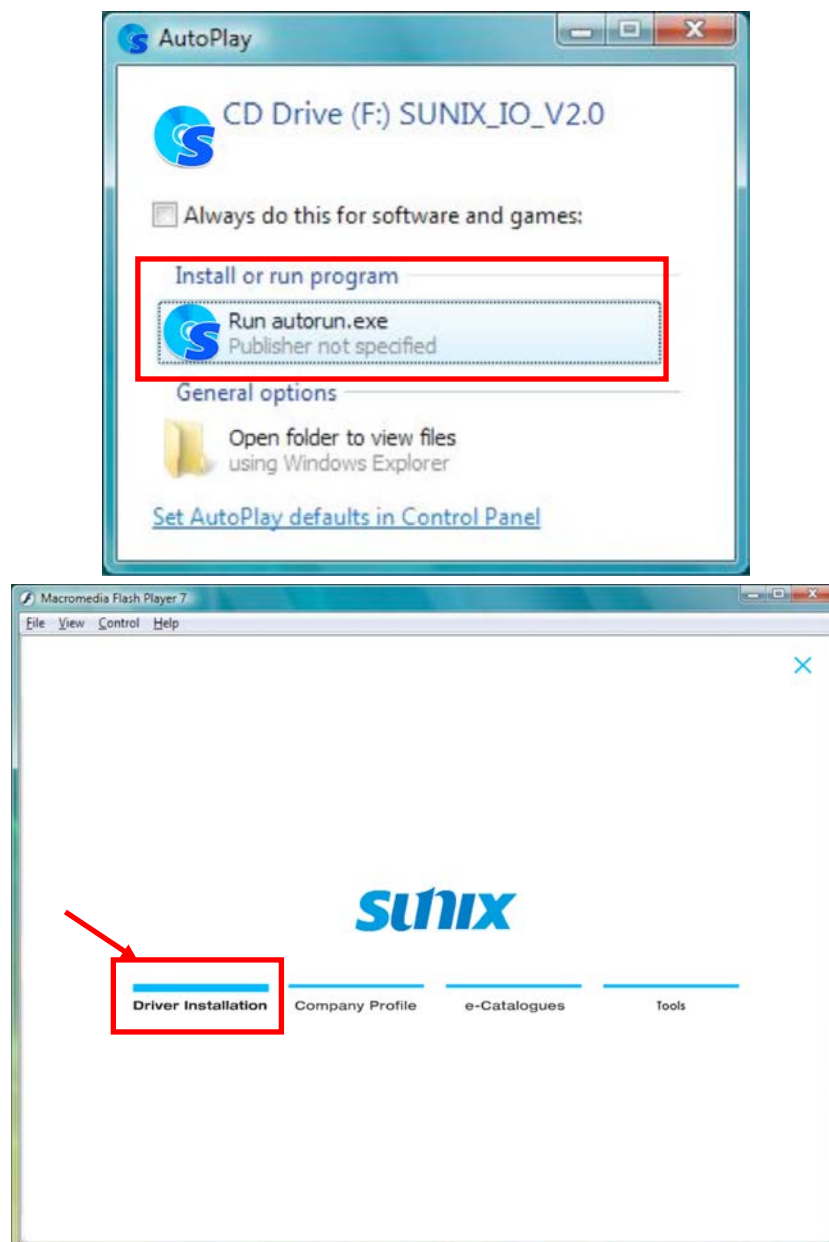 AutoPlay
CD Drive (F:) SUNIX_IO_V2.0
Always do this for software and games:
Install or run program
Run autorun.exe
Publisher not specified
General options
Open folder to view files
using Windows Explorer
Set AutoPlay defaults in Control Panel
Macromedia Flash Player 7
File View Control Help
SUNIX
Driver Installation Company Profile e-Catalogues Tools